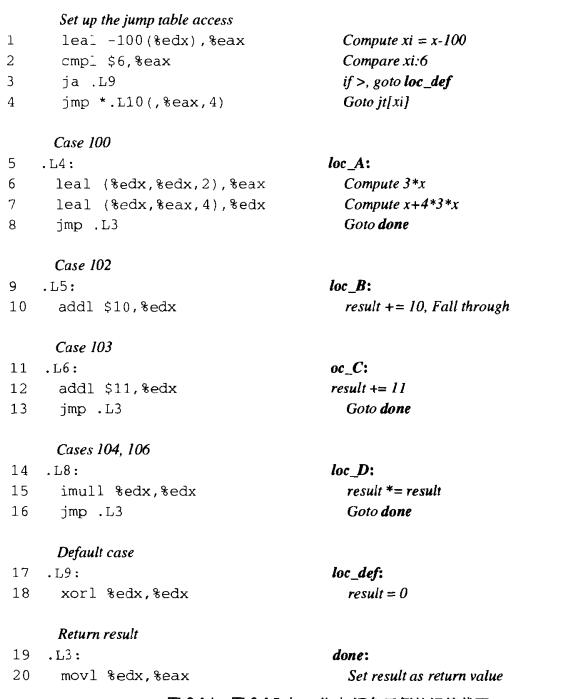 Set up the jump table access
1 leal -100(%edx),%eax Compute xi = x-100
2 cmpl $6,%eax Compare xi:6
3 ja .L9 if >, goto loc_def
4 jmp *.L10(,%eax,4) Goto jt[xi]
Case 100
5 .L4: loc_A:
6 leal (%edx,%edx,2),%eax Compute 3*x
7 leal (%edx,%eax,4),%edx Compute x+4*3*x
8 jmp .L3 Goto done
Case 102
9 .L5: loc_B:
10 addl $10,%edx result += 10, Fall through
Case 103
11 .L6: oc_C:
12 addl $11,%edx result += 11
13 jmp .L3 Goto done
Cases 104, 106
14 .L8: loc_D:
15 imull %edx,%edx result *= result
16 jmp .L3 Goto done
Default case
17 .L9: loc_def:
18 xorl %edx,%edx result = 0
Return result
19 .L3: done:
20 movl %edx,%eax Set result as return value